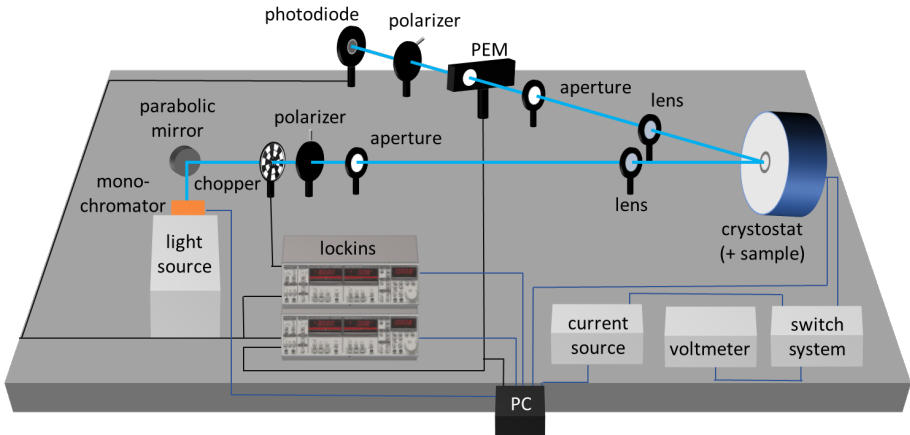 photodiode
polarizer
PEM
aperture
lens
parabolic
mirror
polarizer
aperture
mono-
chromator
chopper
lens
light
source
lockins
crystostat
(+ sample)
current
source
voltmeter
switch
system
PC